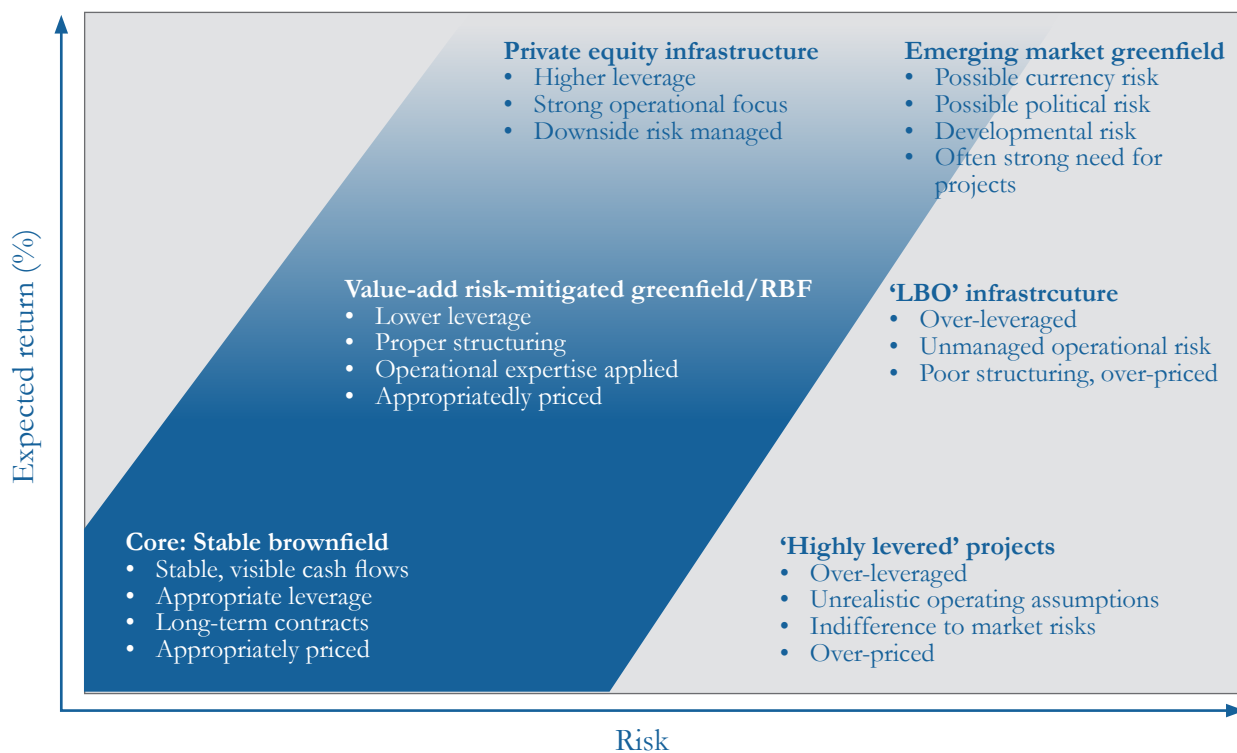 Expected return (%)
Private equity infrastructure
• Higher leverage
• Strong operational focus
• Downside risk managed
Emerging market greenfield
• Possible currency risk
• Possible political risk
• Developmental risk
• Often strong need for
projects
Value-add risk-mitigated greenfield/RBF
• Lower leverage
• Proper structuring
• Operational expertise applied
• Appropriatedly priced
‘LBO’ infrastrcuture
• Over-leveraged
• Unmanaged operational risk
• Poor structuring, over-priced
Core: Stable brownfield
• Stable, visible cash flows
• Appropriate leverage
• Long-term contracts
• Appropriately priced
‘Highly levered’ projects
• Over-leveraged
• Unrealistic operating assumptions
• Indifference to market risks
• Over-priced
Risk